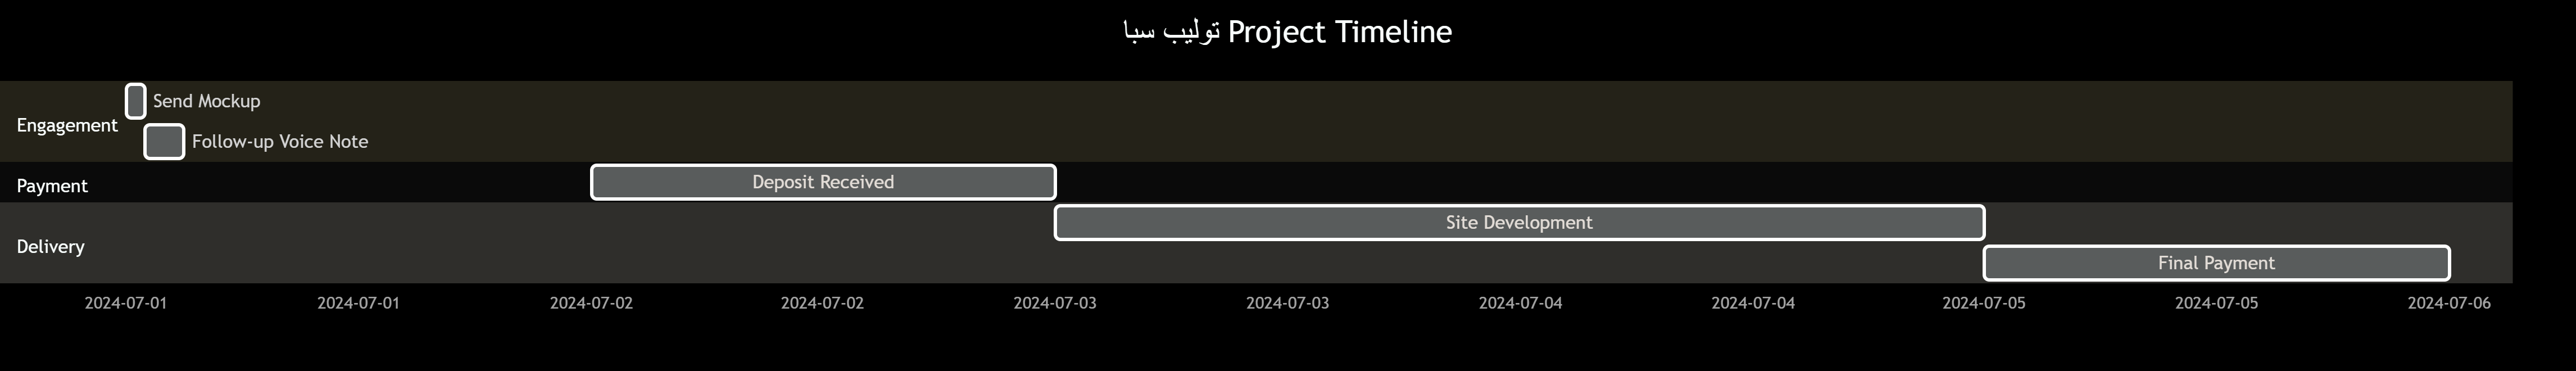 توليب سبا Project Timeline
Engagement
Send Mockup
Follow-up Voice Note
Payment
Deposit Received
Delivery
Site Development
Final Payment
2024-07-01 2024-07-01 2024-07-02 2024-07-02 2024-07-03 2024-07-03 2024-07-04 2024-07-04 2024-07-05 2024-07-05 2024-07-06